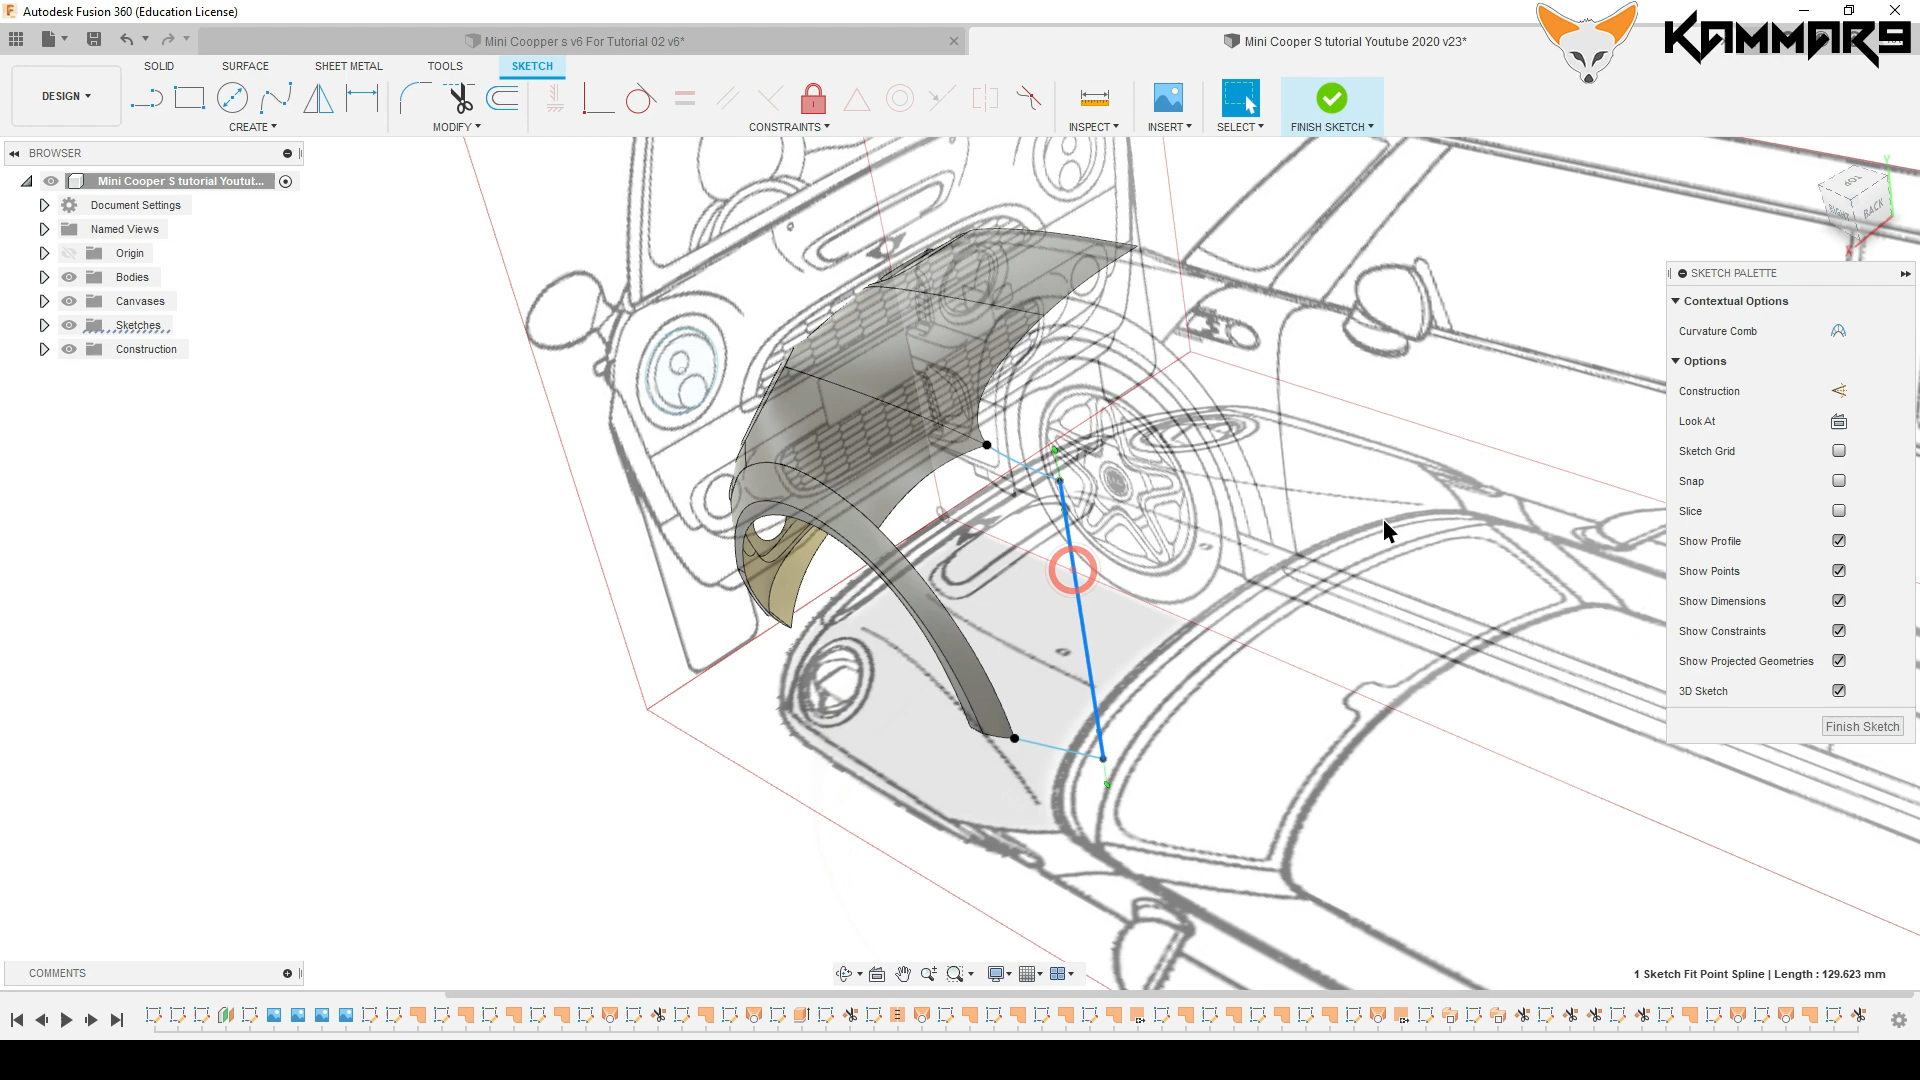 Autodesk Fusion 360 (Education License)
Mini Coopper s v6 For Tutorial 02 v6*
Mini Cooper S tutorial Youtube 2020 v23*
KAMMAR9
SOLID
SURFACE
SHEET METAL
TOOLS
SKETCH
DESIGN
CREATE
MODIFY
CONSTRAINTS
INSPECT
INSERT
SELECT
FINISH SKETCH
BROWSER
Mini Cooper S tutorial Youtut...
Document Settings
Named Views
Origin
Bodies
Canvases
Sketches
Construction
TOP
RIGHT
BACK
Y
SKETCH PALETTE
Contextual Options
Curvature Comb
Options
Construction
Look At
Sketch Grid
Snap
Slice
Show Profile
Show Points
Show Dimensions
Show Constraints
Show Projected Geometries
3D Sketch
Finish Sketch
COMMENTS
1 Sketch Fit Point Spline | Length : 129.623 mm